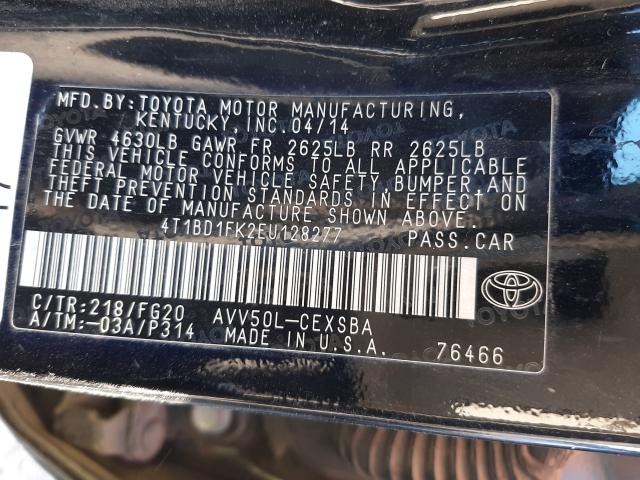 MFD.BY:TOYOTA MOTOR MANUFACTURING,
KENTUCKY, INC.04/14
GVWR 4630LB GAWR FR 2625LB RR 2625LB
THIS VEHICLE CONFORMS TO ALL APPLICABLE
FEDERAL MOTOR VEHICLE SAFETY,BUMPER,AND
THEFT PREVENTION STANDARDS IN EFFECT ON
THE DATE OF MANUFACTURE SHOWN ABOVE.
4T1BD1FK2EU128277 PASS.CAR
C/TR:218/FG20 AVV50L-CEXSBA
A/TM:-03A/P314 MADE IN U.S.A. 76466